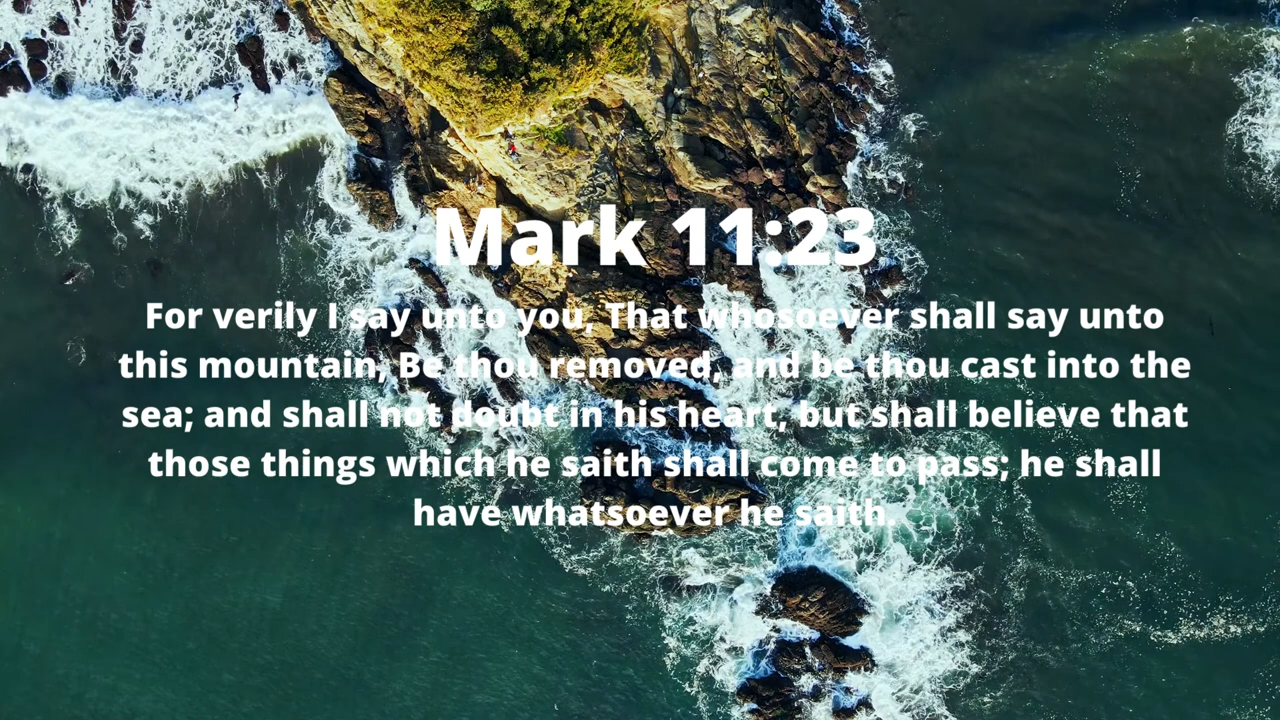 Mark 11:23
For verily I say unto you, That whosoever shall say unto
this mountain, Be thou removed, and be thou cast into the
sea; and shall not doubt in his heart, but shall believe that
those things which he saith shall come to pass; he shall
have whatsoever he saith.